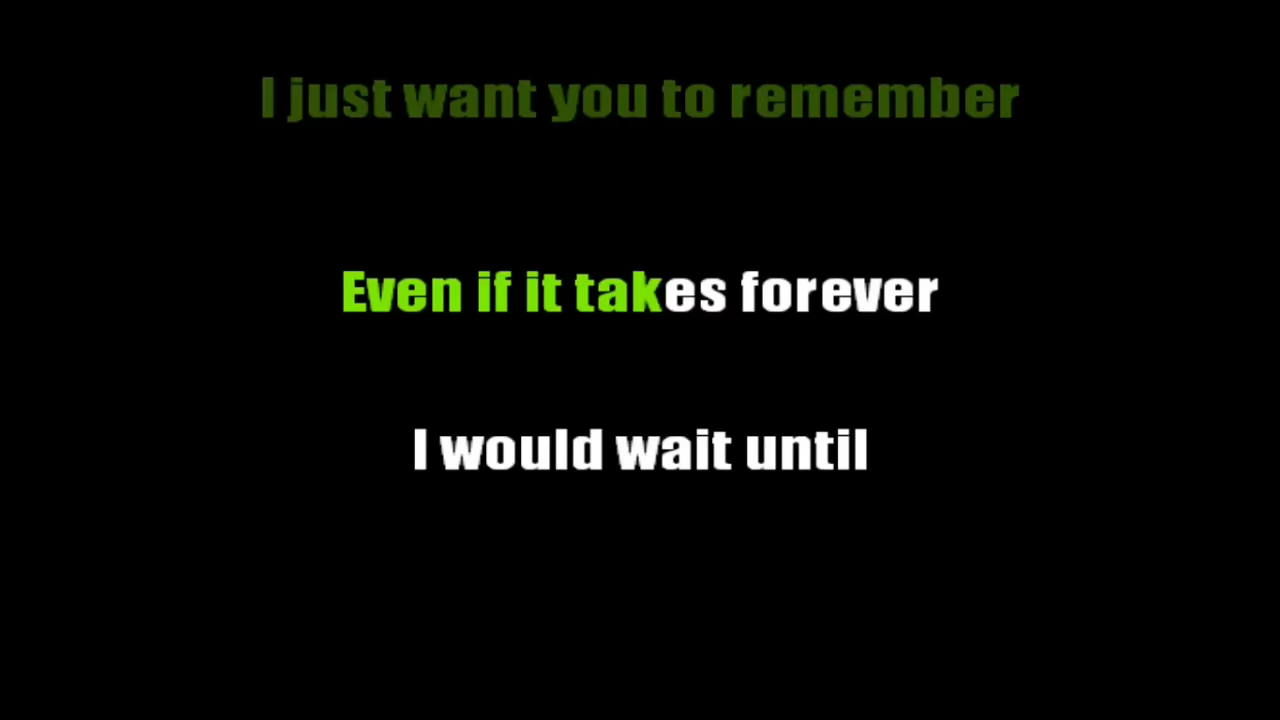 I just want you to remember
Even if it takes forever
I would wait until